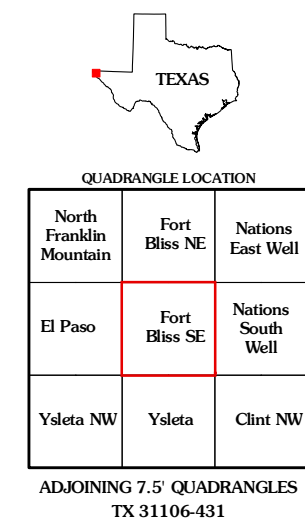 TEXAS
QUADRANGLE LOCATION
North
Franklin
Mountain
Fort
Bliss NE
Nations
East Well
El Paso
Fort
Bliss SE
Nations
South
Well
Ysleta NW
Ysleta
Clint NW
ADJOINING 7.5' QUADRANGLES
TX 31106-431